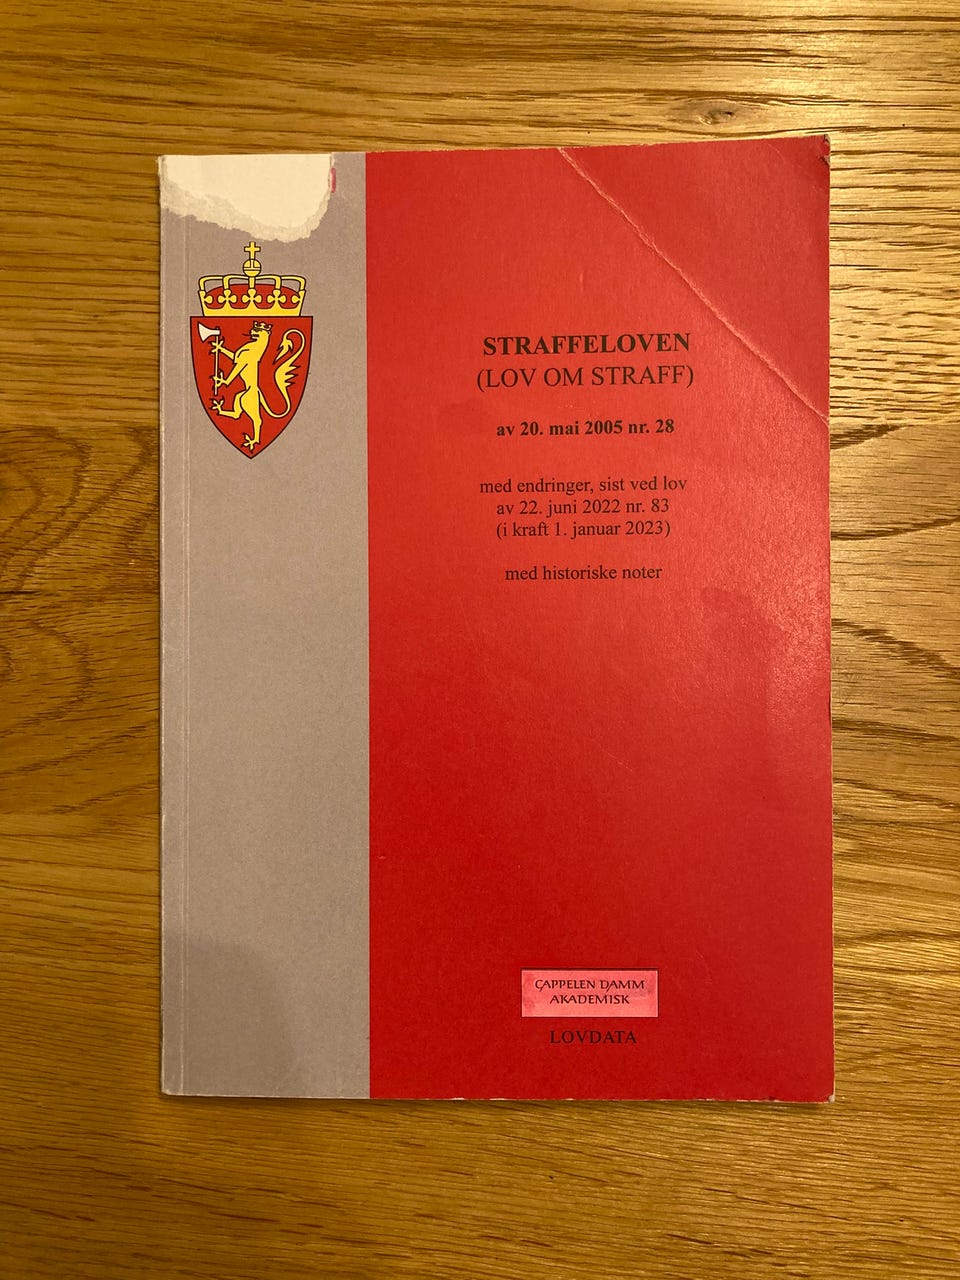 STRAFFELOVEN
(LOV OM STRAFF)
av 20. mai 2005 nr. 28
med endringer, sist ved lov
av 22. juni 2022 nr. 83
(i kraft 1. januar 2023)
med historiske noter
CAPPELEN DAMM
AKADEMISK
LOVDATA